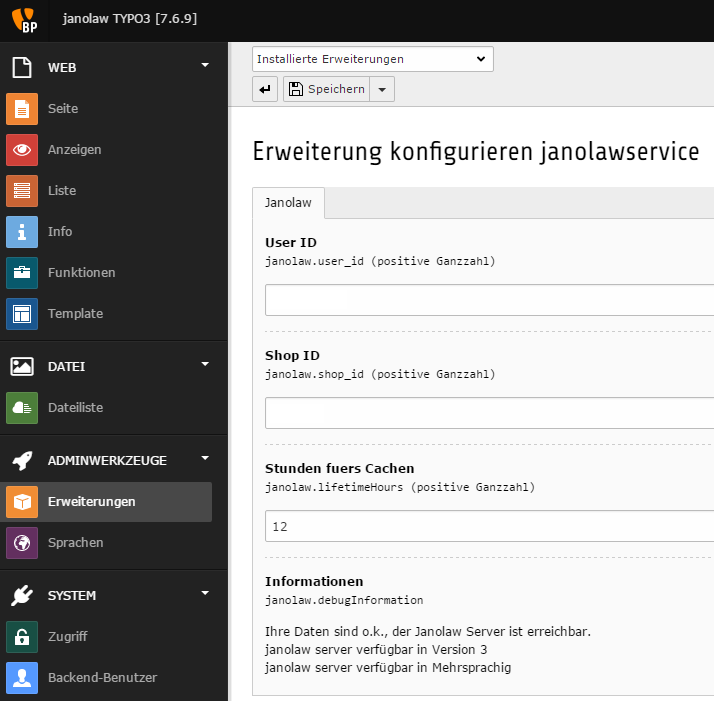 BP
janolaw TYPO3 [7.6.9]
WEB
Seite
Anzeigen
Liste
Info
Funktionen
Template
DATEI
Dateiliste
ADMINWERKZEUGE
Erweiterungen
Sprachen
SYSTEM
Zugriff
Backend-Benutzer
Installierte Erweiterungen
Speichern
Erweiterung konfigurieren janolawservice
Janolaw
User ID
janolaw.user_id (positive Ganzzahl)
Shop ID
janolaw.shop_id (positive Ganzzahl)
Stunden fuers Cachen
janolaw.lifetimeHours (positive Ganzzahl)
12
Informationen
janolaw.debugInformation
Ihre Daten sind o.k., der Janolaw Server ist erreichbar.
janolaw server verfügbar in Version 3
janolaw server verfügbar in Mehrsprachig